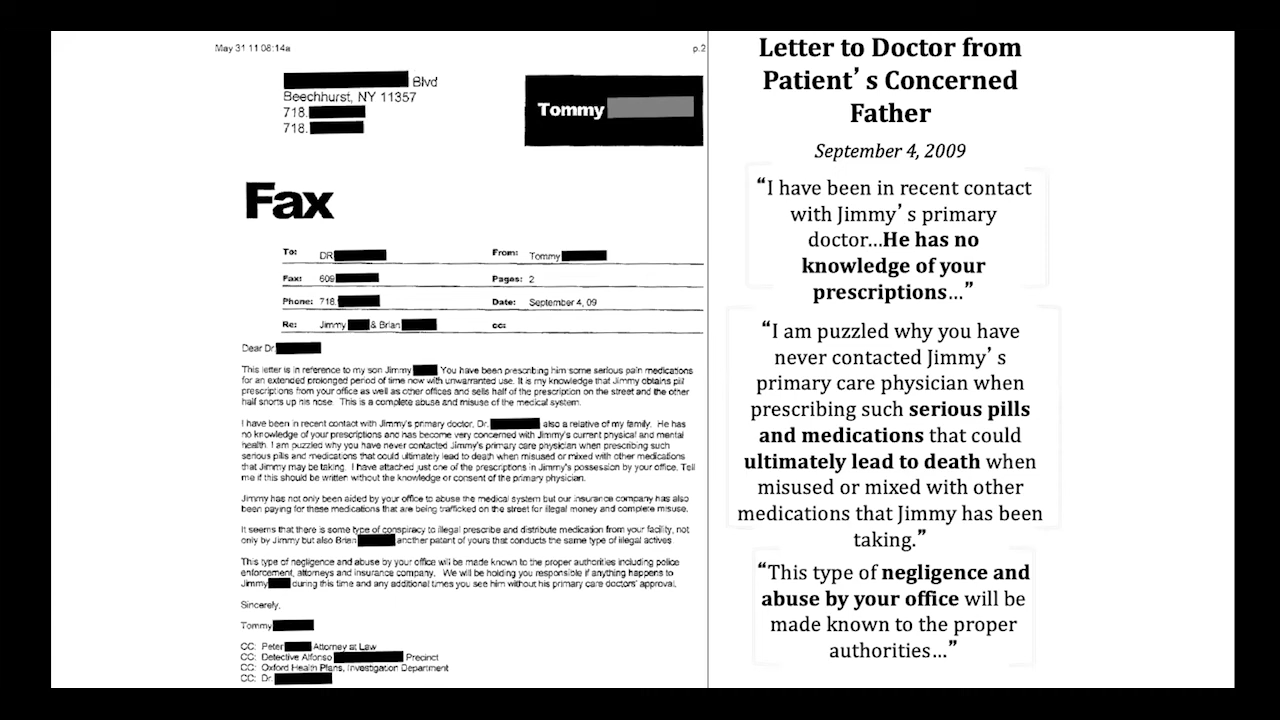 May 31 11 08:14a
p.2
Blvd
Beechhurst, NY 11357
718.
718.
Tommy
Fax
To: DR
From: Tommy
Fax: 609
Pages: 2
Phone: 718.
Date: September 4, 09
Re: Jimmy & Brian
cc:
Dear Dr.
This letter is in reference to my son Jimmy You have been prescribing him some serious pain medications
for an extended prolonged period of time now with unwarranted use. It is my knowledge that Jimmy obtains pill
prescriptions from your office as well as other offices and sells half of the prescription on the street and the other
half snorts up his nose. This is a complete abuse and misuse of the medical system.
I have been in recent contact with Jimmy's primary doctor, Dr. also a relative of my family. He has
no knowledge of your prescriptions and has become very concerned with Jimmy's current physical and mental
health. I am puzzled why you have never contacted Jimmy's primary care physician when prescribing such
serious pills and medications that could ultimately lead to death when misused or mixed with other medications
that Jimmy may be taking. I have attached just one of the prescriptions in Jimmy's possession by your office. Tell
me if this should be written without the knowledge or consent of the primary physician.
Jimmy has not only been aided by your office to abuse the medical system but our insurance company has also
been paying for these medications that are being trafficked on the street for illegal money and complete misuse.
It seems that there is some type of conspiracy to illegal prescribe and distribute medication from your facility, not
only by Jimmy but also Brian another patent of yours that conducts the same type of illegal actives.
This type of negligence and abuse by your office will be made known to the proper authorities including police
enforcement, attorneys and insurance company. We will be holding you responsible if anything happens to
Jimmy during this time and any additional times you see him without his primary care doctors' approval.
Sincerely,
Tommy
CC: Peter Attorney at Law
CC: Detective Alfonso Precinct
CC: Oxford Health Plans, Investigation Department
CC: Dr.
Letter to Doctor from
Patient's Concerned
Father
September 4, 2009
“I have been in recent contact
with Jimmy's primary
doctor…He has no
knowledge of your
prescriptions…”
“I am puzzled why you have
never contacted Jimmy's
primary care physician when
prescribing such serious pills
and medications that could
ultimately lead to death when
misused or mixed with other
medications that Jimmy has been
taking.”
“This type of negligence and
abuse by your office will be
made known to the proper
authorities…”